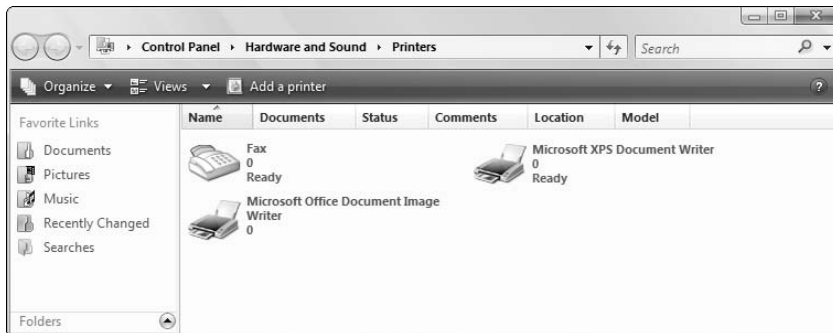 Control Panel Hardware and Sound Printers Search
Organize Views Add a printer ?
Favorite Links
Documents
Pictures
Music
Recently Changed
Searches
Folders
Name Documents Status Comments Location Model
Fax
0
Ready
Microsoft XPS Document Writer
0
Ready
Microsoft Office Document Image
Writer
0